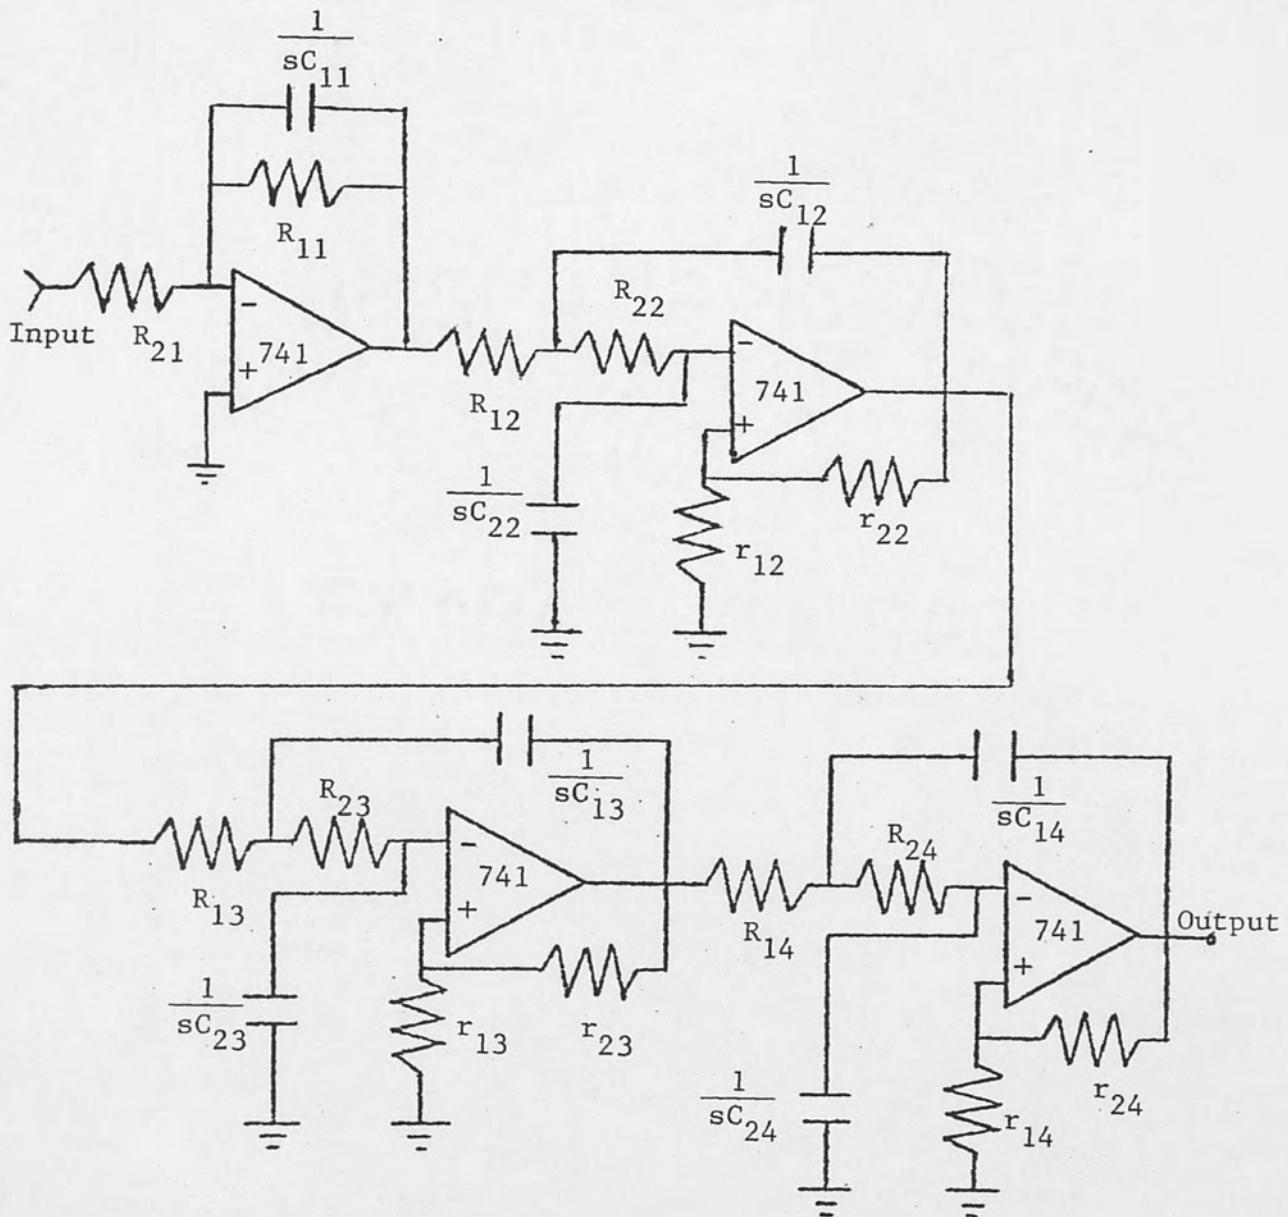 1
sC11
R11
Input
R21
-
+
741
1
sC12
R22
R12
-
+
741
1
sC22
r12
r22
R23
1
sC13
R13
-
+
741
1
sC23
r13
r23
1
sC14
R24
R14
-
+
741
Output
1
sC24
r14
r24